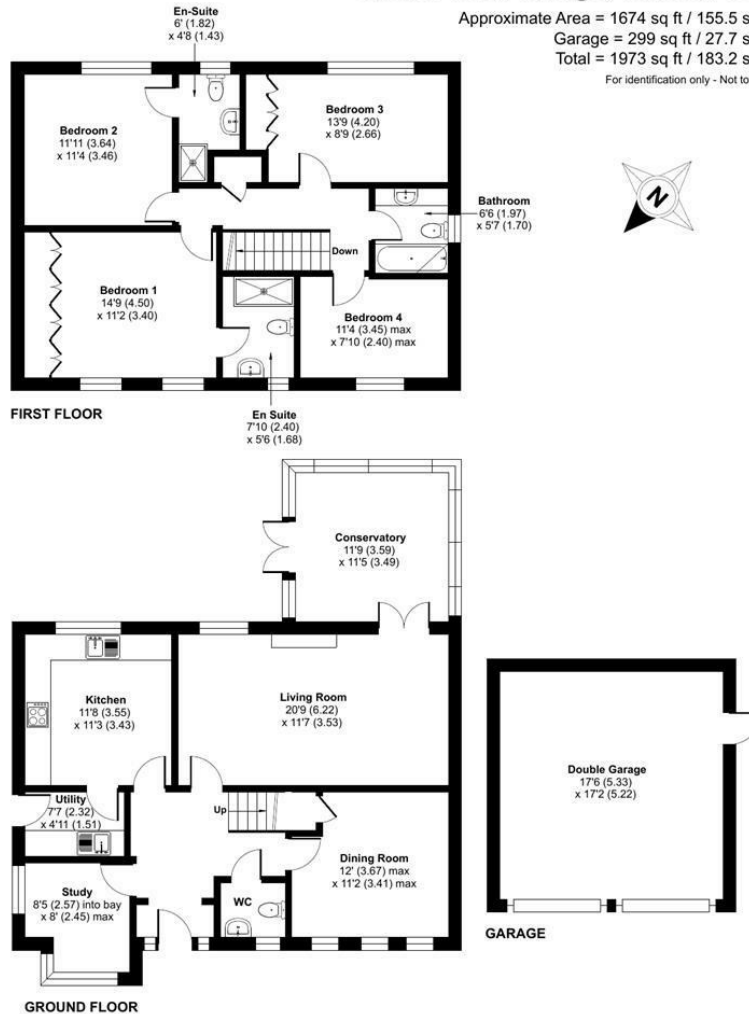 Approximate Area = 1674 sq ft / 155.5 s
Garage = 299 sq ft / 27.7 s
Total = 1973 sq ft / 183.2 s
For identification only - Not to
En-Suite
6' (1.82)
x 4'8 (1.43)
Bedroom 2
11'11 (3.64)
x 11'4 (3.46)
Bedroom 3
13'9 (4.20)
x 8'9 (2.66)
N
Bathroom
6'6 (1.97)
x 5'7 (1.70)
Down
Bedroom 1
14'9 (4.50)
x 11'2 (3.40)
Bedroom 4
11'4 (3.45) max
x 7'10 (2.40) max
FIRST FLOOR
En Suite
7'10 (2.40)
x 5'6 (1.68)
Conservatory
11'9 (3.59)
x 11'5 (3.49)
Kitchen
11'8 (3.55)
x 11'3 (3.43)
Living Room
20'9 (6.22)
x 11'7 (3.53)
Double Garage
17'6 (5.33)
x 17'2 (5.22)
Utility
7'7 (2.32)
x 4'11 (1.51)
Up
Dining Room
12' (3.67) max
x 11'2 (3.41) max
Study
8'5 (2.57) into bay
x 8' (2.45) max
WC
GARAGE
GROUND FLOOR